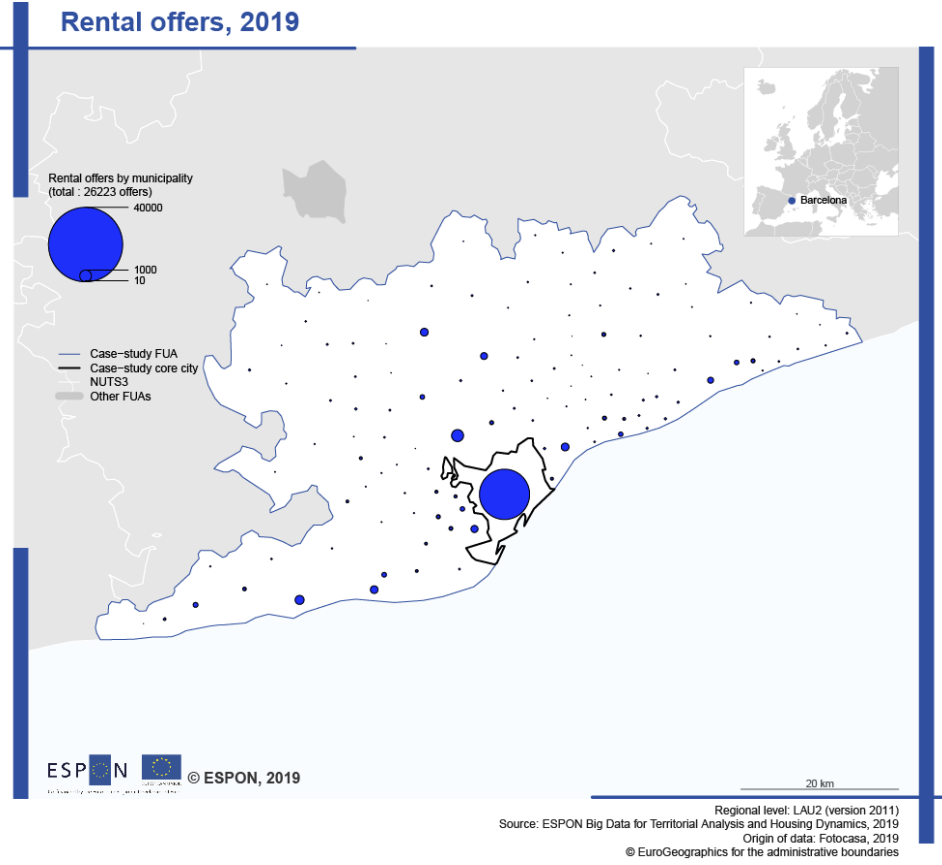 Rental offers, 2019
Rental offers by municipality
(total : 26223 offers)
40000
1000
10
Case−study FUA
Case−study core city
NUTS3
Other FUAs
Barcelona
ESPON
© ESPON, 2019
20 km
Regional level: LAU2 (version 2011)
Source: ESPON Big Data for Territorial Analysis and Housing Dynamics, 2019
Origin of data: Fotocasa, 2019
© EuroGeographics for the administrative boundaries